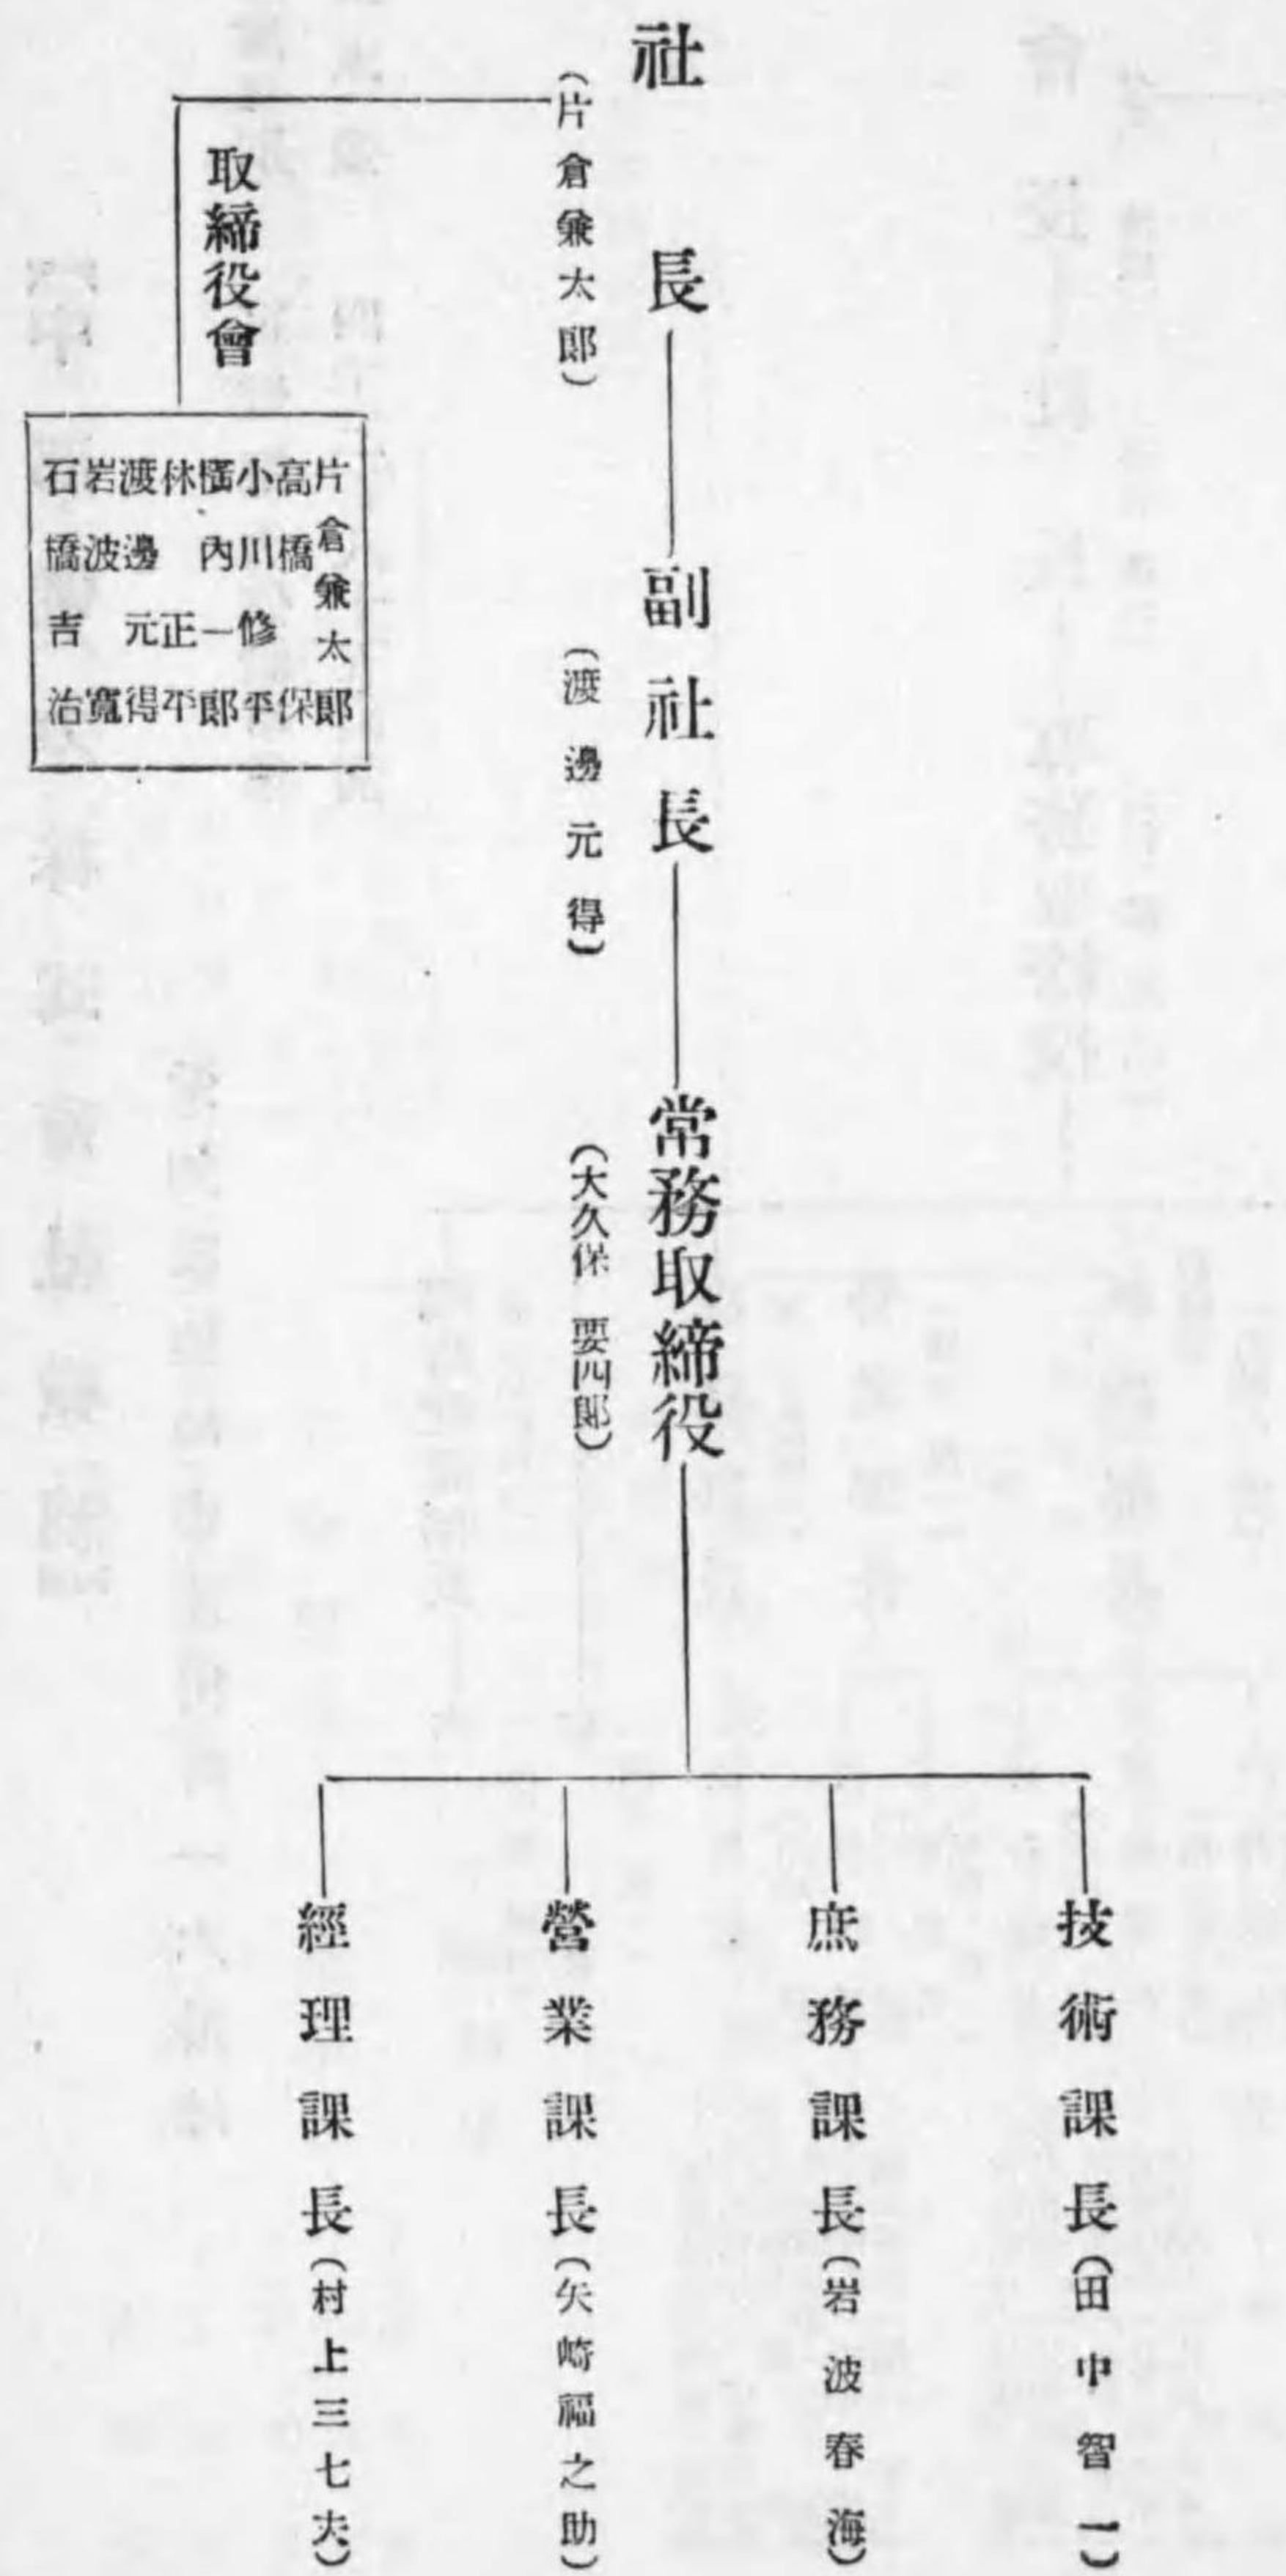 社長
(片倉兼太郎)
副社長
(渡邊元得)
常務取締役
(大久保要四郎)
技術課長(田中智一)
庶務課長(岩波春海)
營業課長(矢崎福之助)
經理課長(村上三七夫)
取締役會
片倉兼太郎
高橋保
小川修平
內一郎
林正平
渡邊元得
岩波寬
石橋吉治